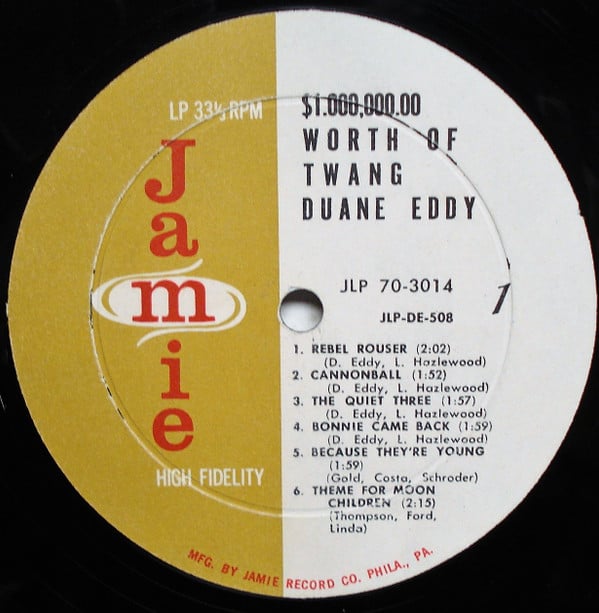 LP 33⅓ RPM
Jamie
HIGH FIDELITY
$1.000,000.00
WORTH OF
TWANG
DUANE EDDY
JLP 70-3014
1
JLP-DE-508
1. REBEL ROUSER (2:02)
(D. Eddy, L. Hazlewood)
2. CANNONBALL (1:52)
(D. Eddy, L. Hazlewood)
3. THE QUIET THREE (1:57)
(D. Eddy, L. Hazlewood)
4. BONNIE CAME BACK (1:59)
(D. Eddy, L. Hazlewood)
5. BECAUSE THEY'RE YOUNG
(1:59)
(Gold, Costa, Schroder)
6. THEME FOR MOON
CHILDREN (2:15)
(Thompson, Ford,
Linda)
MFG. BY JAMIE RECORD CO. PHILA., PA.